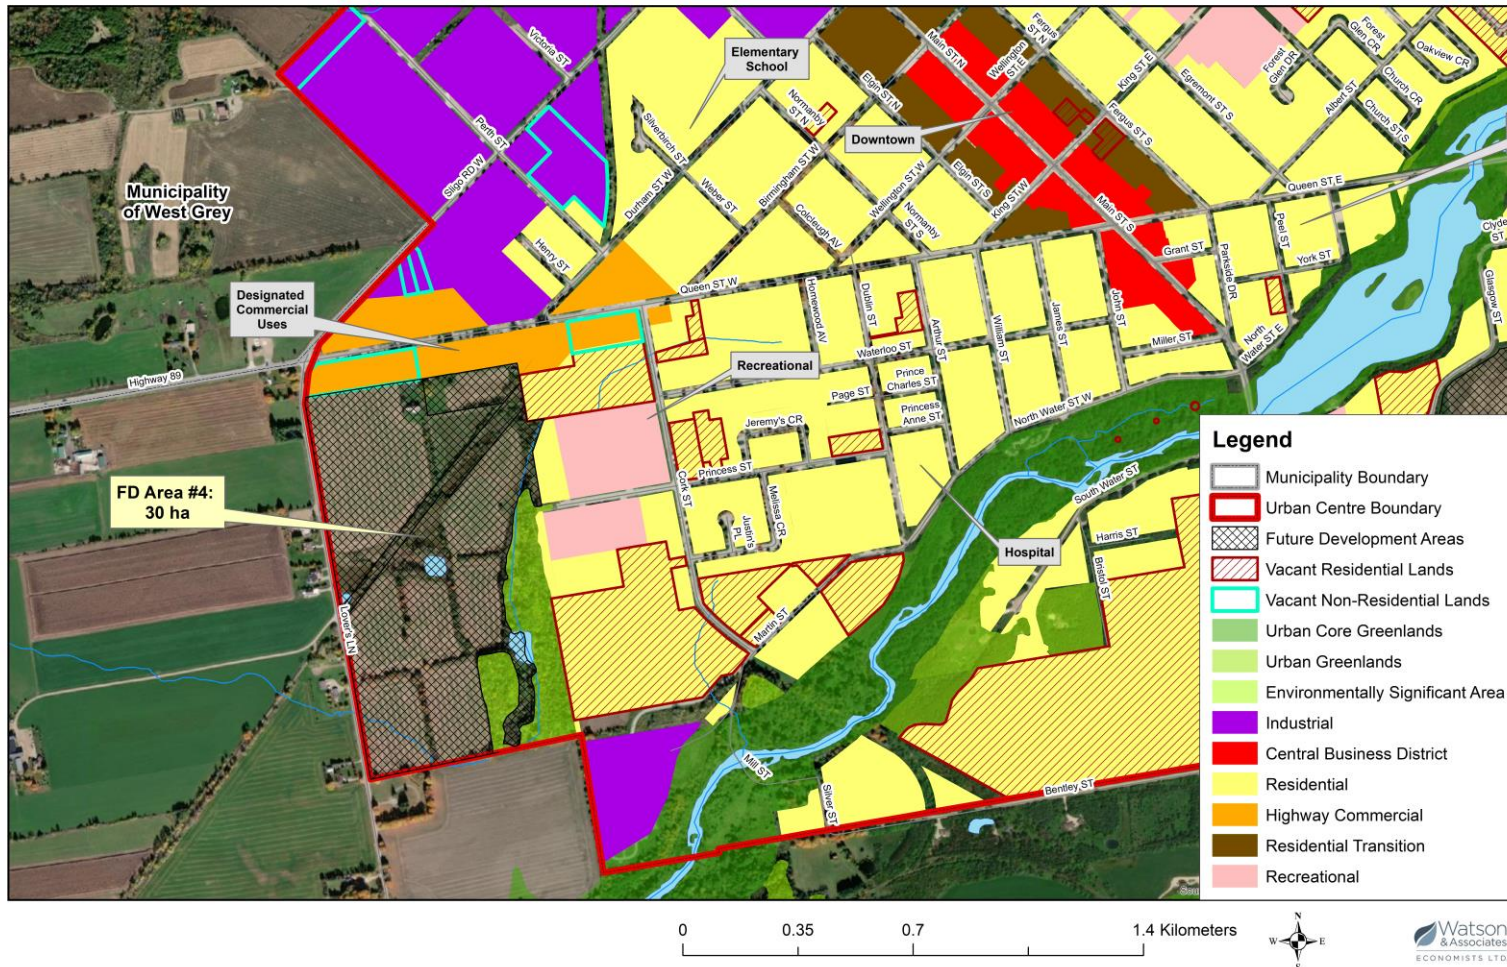 Victoria ST
Elementary
School
Main ST N
Fergus
ST N
Wellington
ST E
King ST E
Forest
Glen CR
Oakview CR
Forest
Glen DR
Church CR
Albert ST
Church ST S
Egremont ST S
Elgin ST N
Normanby
ST N
Downtown
Fergus ST S
Perth ST
Silverbirch ST
Sligo RD W
Municipality
of West Grey
Durham ST W
Weber ST
Birmingham ST W
Wellington ST W
Elgin ST S
King ST W
Queen ST E
Main ST S
Peel ST
Clyde
ST
Colcleugh AV
Normanby
ST S
Henry ST
Grant ST
Parkside DR
York ST
Glasgow ST
Designated
Commercial
Uses
Queen ST W
Homewood AV
Dublin ST
Arthur ST
William ST
James ST
John ST
Miller ST
North
Water ST E
Highway 89
Waterloo ST
Recreational
Prince
Charles ST
Page ST
Princess
Anne ST
North Water ST W
Jeremy's CR
Princess ST
Cork ST
FD Area #4:
30 ha
Melissa CR
Justin's
PL
Hospital
South Water ST
Harris ST
Bristol ST
Lover's LN
Martin ST
Mill ST
Silver ST
Bentley ST
Legend
Municipality Boundary
Urban Centre Boundary
Future Development Areas
Vacant Residential Lands
Vacant Non-Residential Lands
Urban Core Greenlands
Urban Greenlands
Environmentally Significant Area
Industrial
Central Business District
Residential
Highway Commercial
Residential Transition
Recreational
0 0.35 0.7 1.4 Kilometers
N
W E
S
Watson
& Associates
ECONOMISTS LTD